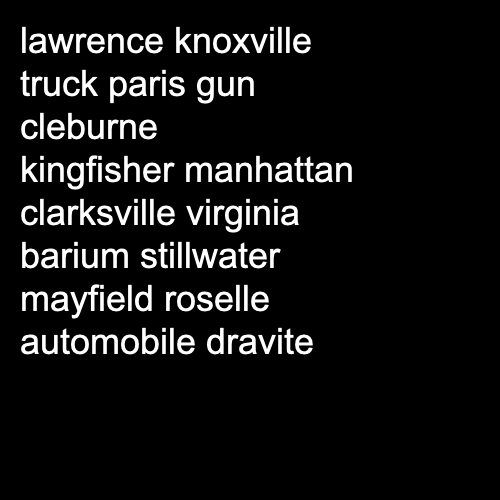 lawrence knoxville
truck paris gun
cleburne
kingfisher manhattan
clarksville virginia
barium stillwater
mayfield roselle
automobile dravite